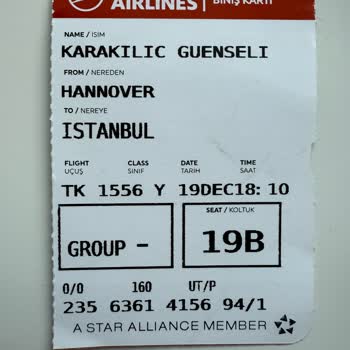 AIRLINES | BİNİŞ KARTI
NAME / İSİM
KARAKILIC GUENSELI
FROM / NEREDEN
HANNOVER
TO / NEREYE
ISTANBUL
FLIGHT CLASS DATE TIME
UÇUŞ SINIF TARİH SAAT
TK 1556 Y 19DEC18:10
SEAT / KOLTUK
GROUP - 19B
0/0 160 UT/P
235 6361 4156 94/1
A STAR ALLIANCE MEMBER